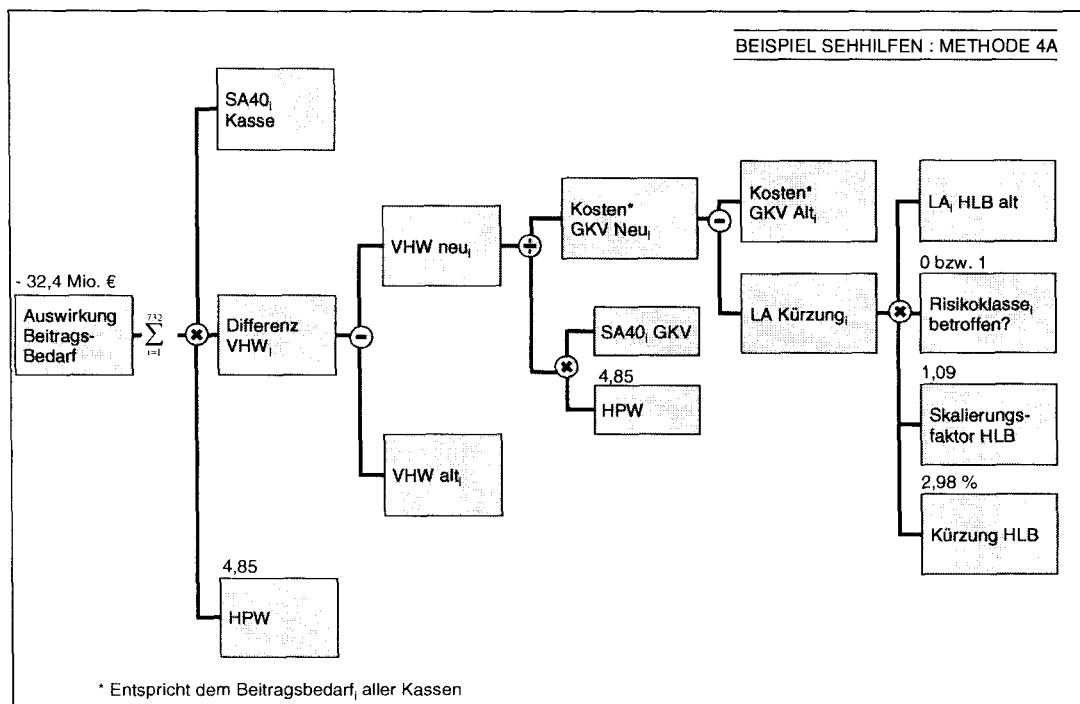 BEISPIEL SEHHILFEN : METHODE 4A
SA40i
Kasse
- 32,4 Mio. €
Auswirkung
Beitrags-
Bedarf
732
∑
i=1
×
Differenz
VHWi
4,85
HPW
−
VHW neui
VHW alti
÷
Kosten*
GKV Neui
×
SA40i GKV
4,85
HPW
−
Kosten*
GKV Alti
LA Kürzungi
×
LAi HLB alt
0 bzw. 1
Risikoklassei
betroffen?
1,09
Skalierungs-
faktor HLB
2,98 %
Kürzung HLB
* Entspricht dem Beitragsbedarfi aller Kassen